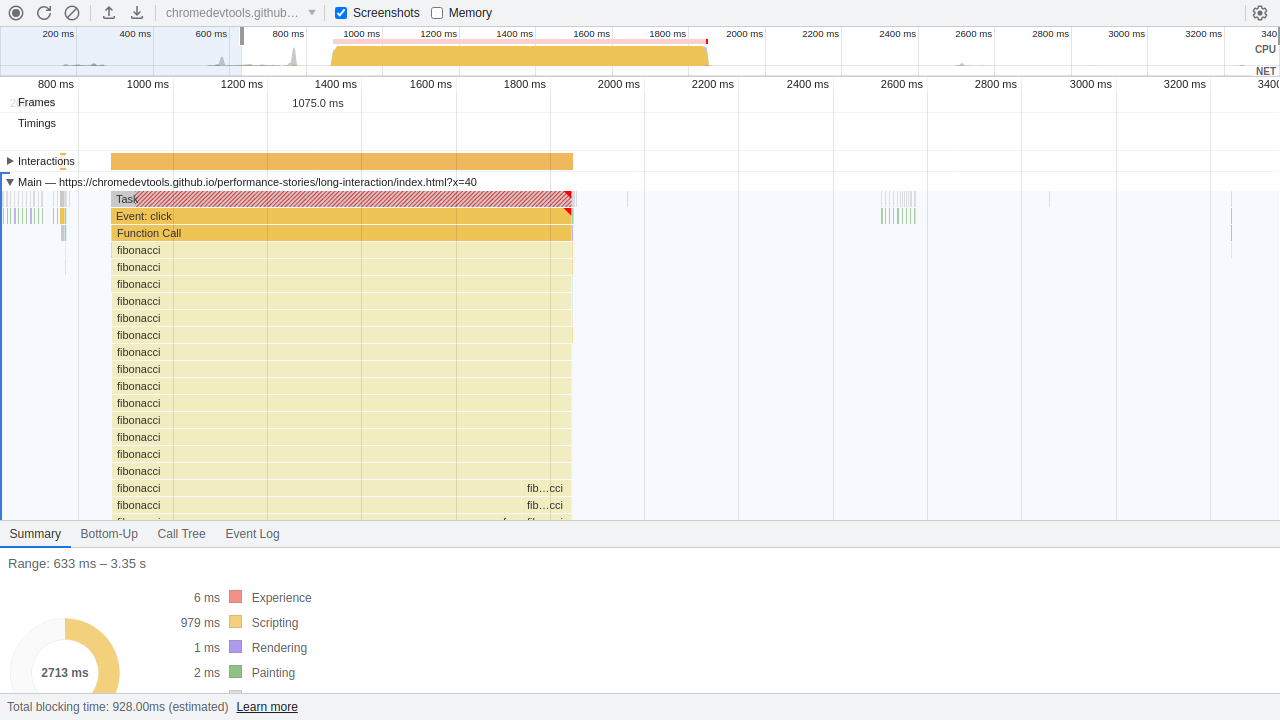 chromedevtools.github… Screenshots Memory
200 ms 400 ms 600 ms 800 ms 1000 ms 1200 ms 1400 ms 1600 ms 1800 ms 2000 ms 2200 ms 2400 ms 2600 ms 2800 ms 3000 ms 3200 ms 340
CPU
NET
800 ms 1000 ms 1200 ms 1400 ms 1600 ms 1800 ms 2000 ms 2200 ms 2400 ms 2600 ms 2800 ms 3000 ms 3200 ms 3400
Frames 1075.0 ms
Timings
Interactions
Main — https://chromedevtools.github.io/performance-stories/long-interaction/index.html?x=40
Task
Event: click
Function Call
fibonacci
fibonacci
fibonacci
fibonacci
fibonacci
fibonacci
fibonacci
fibonacci
fibonacci
fibonacci
fibonacci
fibonacci
fibonacci
fibonacci
fibonacci fib…cci
fibonacci fib…cci
Summary Bottom-Up Call Tree Event Log
Range: 633 ms – 3.35 s
6 ms Experience
979 ms Scripting
1 ms Rendering
2713 ms
2 ms Painting
Total blocking time: 928.00ms (estimated) Learn more